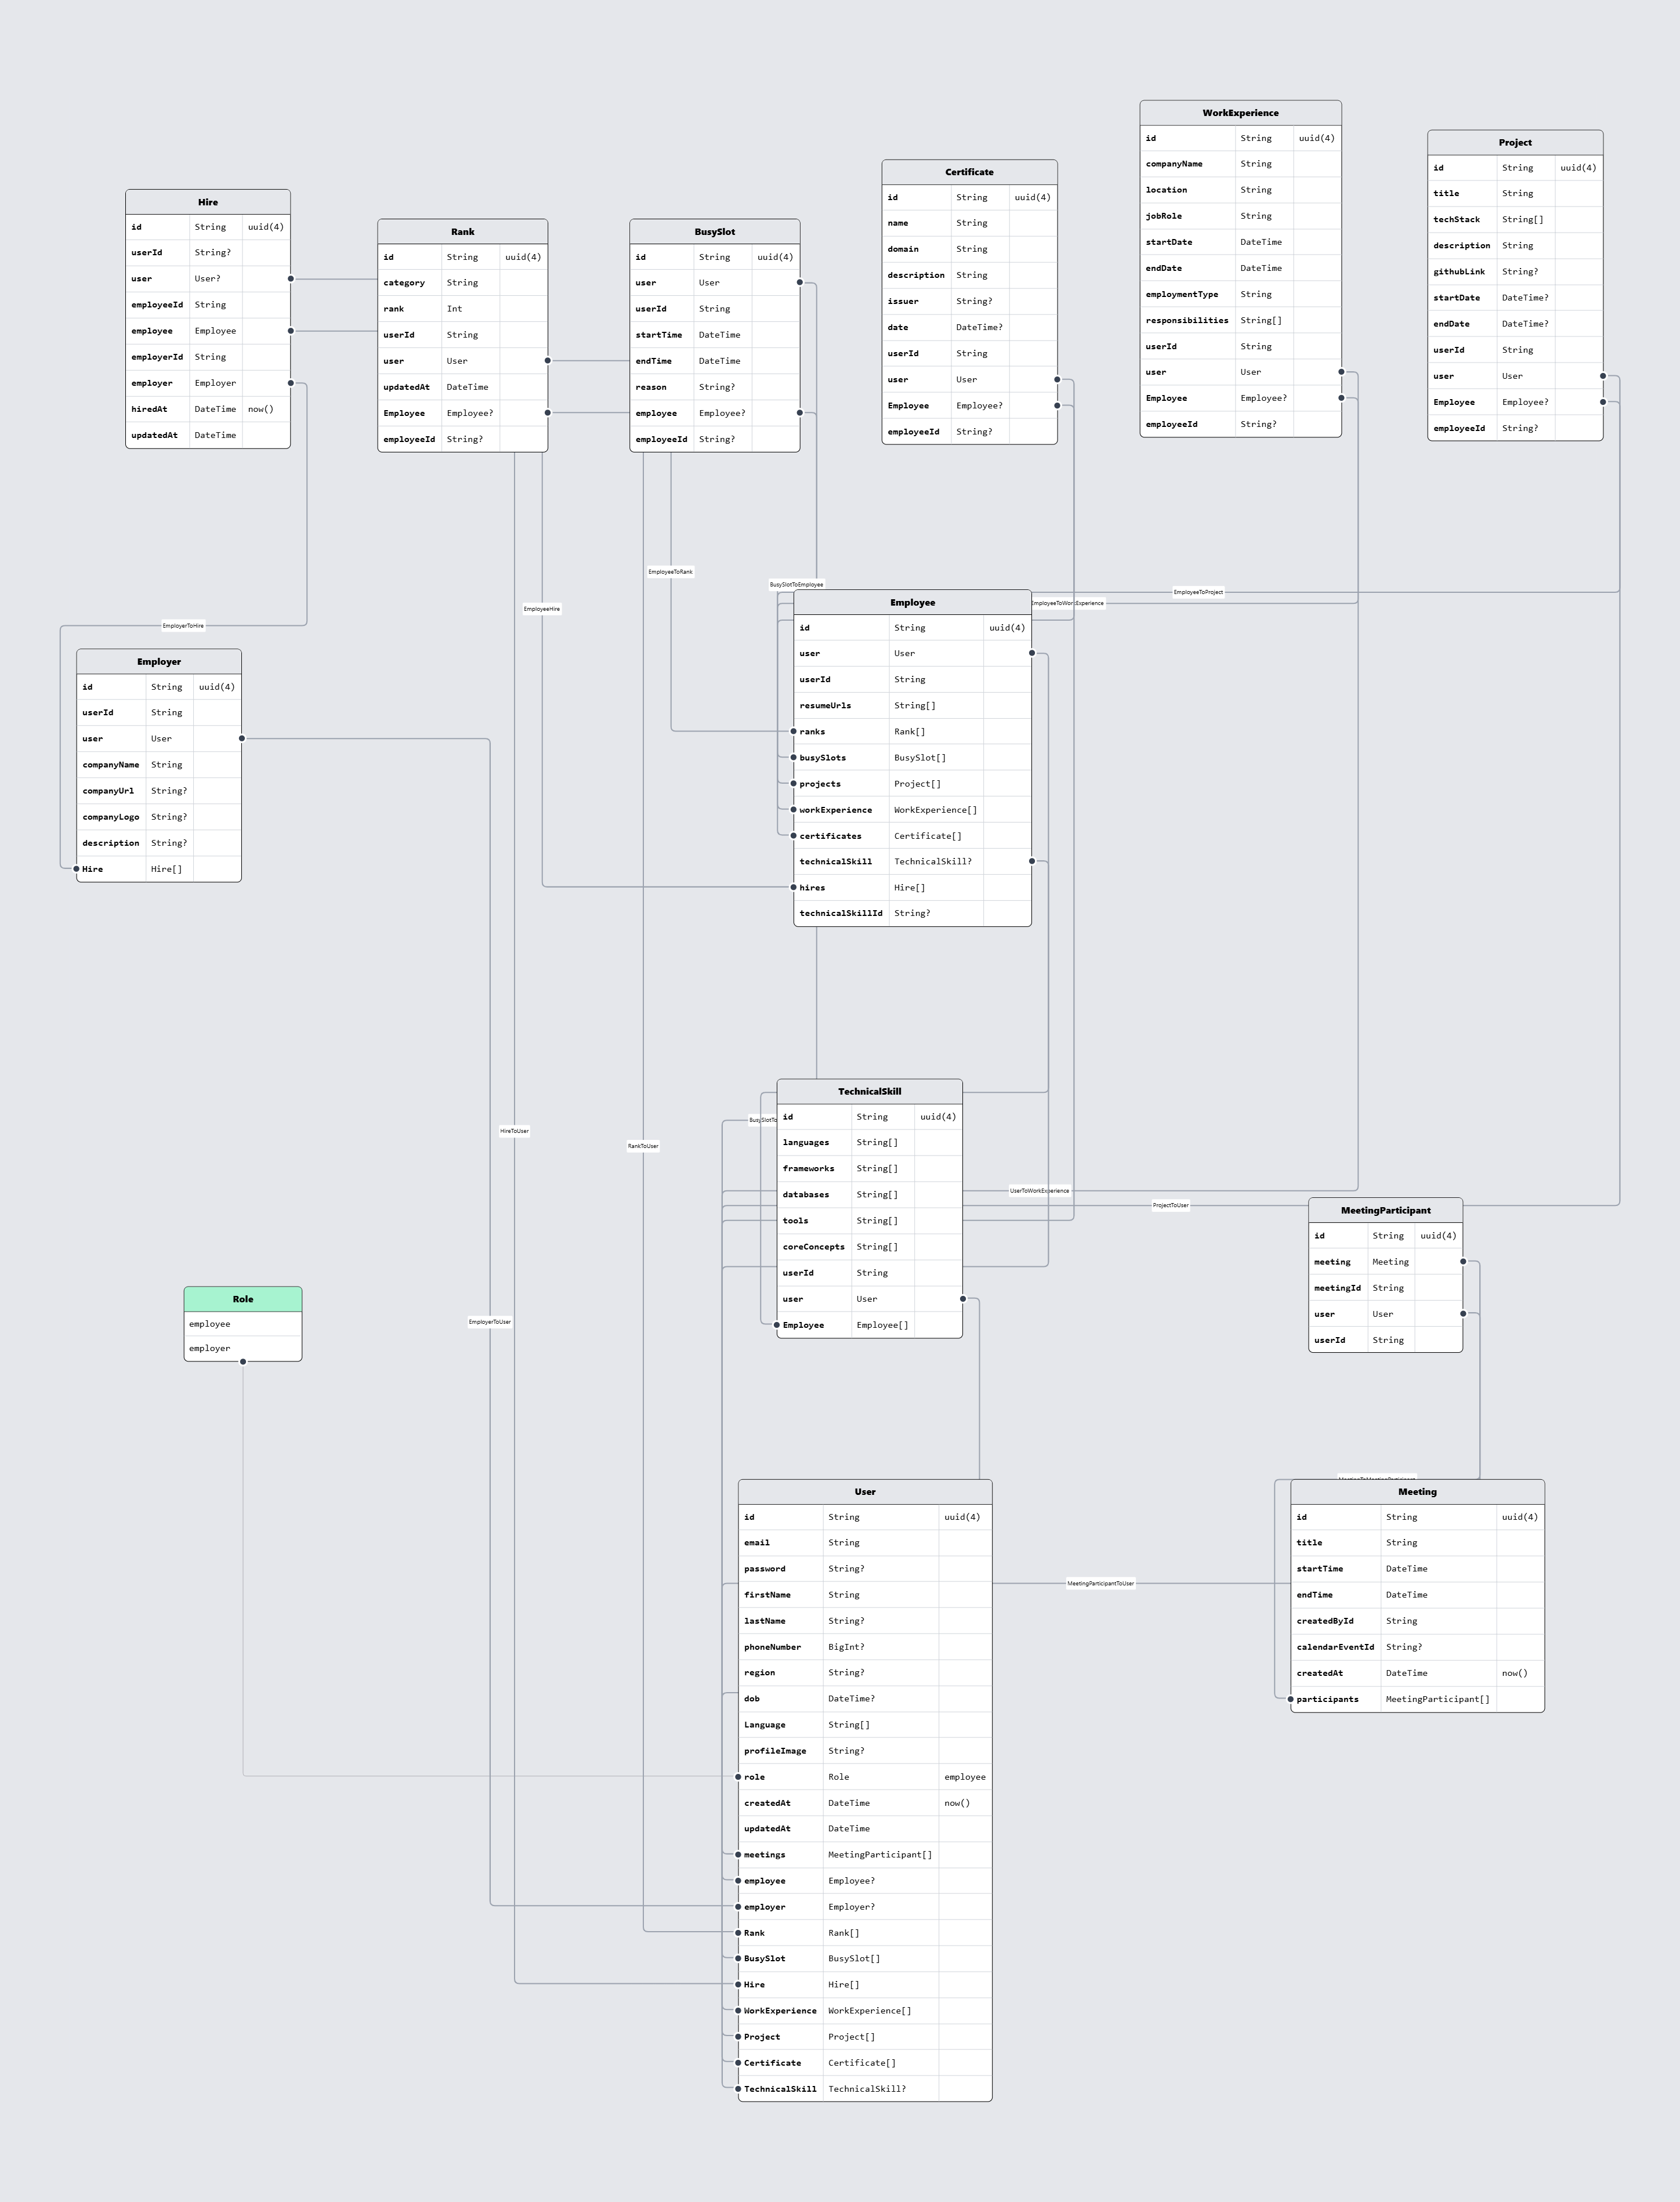 WorkExperience
id String uuid(4)
companyName String
location String
jobRole String
startDate DateTime
endDate DateTime
employmentType String
responsibilities String[]
userId String
user User
Employee Employee?
employeeId String?
Project
id String uuid(4)
title String
techStack String[]
description String
githubLink String?
startDate DateTime?
endDate DateTime?
userId String
user User
Employee Employee?
employeeId String?
Certificate
id String uuid(4)
name String
domain String
description String
issuer String?
date DateTime?
userId String
user User
Employee Employee?
employeeId String?
Hire
id String uuid(4)
userId String?
user User?
employeeId String
employee Employee
employerId String
employer Employer
hiredAt DateTime now()
updatedAt DateTime
Rank
id String uuid(4)
category String
rank Int
userId String
user User
updatedAt DateTime
Employee Employee?
employeeId String?
BusySlot
id String uuid(4)
user User
userId String
startTime DateTime
endTime DateTime
reason String?
employee Employee?
employeeId String?
EmployeeToRank
BusySlotToEmployee
EmployeeToProject
EmployeeToWorkExperience
EmployeeHire
EmployerToHire
Employee
id String uuid(4)
user User
userId String
resumeUrls String[]
ranks Rank[]
busySlots BusySlot[]
projects Project[]
workExperience WorkExperience[]
certificates Certificate[]
technicalSkill TechnicalSkill?
hires Hire[]
technicalSkillId String?
Employer
id String uuid(4)
userId String
user User
companyName String
companyUrl String?
companyLogo String?
description String?
Hire Hire[]
TechnicalSkill
id String uuid(4)
languages String[]
frameworks String[]
databases String[]
tools String[]
coreConcepts String[]
userId String
user User
Employee Employee[]
BusySlotTo
HireToUser
RankToUser
UserToWorkExperience
ProjectToUser
MeetingParticipant
id String uuid(4)
meeting Meeting
meetingId String
user User
userId String
Role
employee
employer
EmployerToUser
User
id String uuid(4)
email String
password String?
firstName String
lastName String?
phoneNumber BigInt?
region String?
dob DateTime?
Language String[]
profileImage String?
role Role employee
createdAt DateTime now()
updatedAt DateTime
meetings MeetingParticipant[]
employee Employee?
employer Employer?
Rank Rank[]
BusySlot BusySlot[]
Hire Hire[]
WorkExperience WorkExperience[]
Project Project[]
Certificate Certificate[]
TechnicalSkill TechnicalSkill?
MeetingParticipantToUser
Meeting
id String uuid(4)
title String
startTime DateTime
endTime DateTime
createdById String
calendarEventId String?
createdAt DateTime now()
participants MeetingParticipant[]